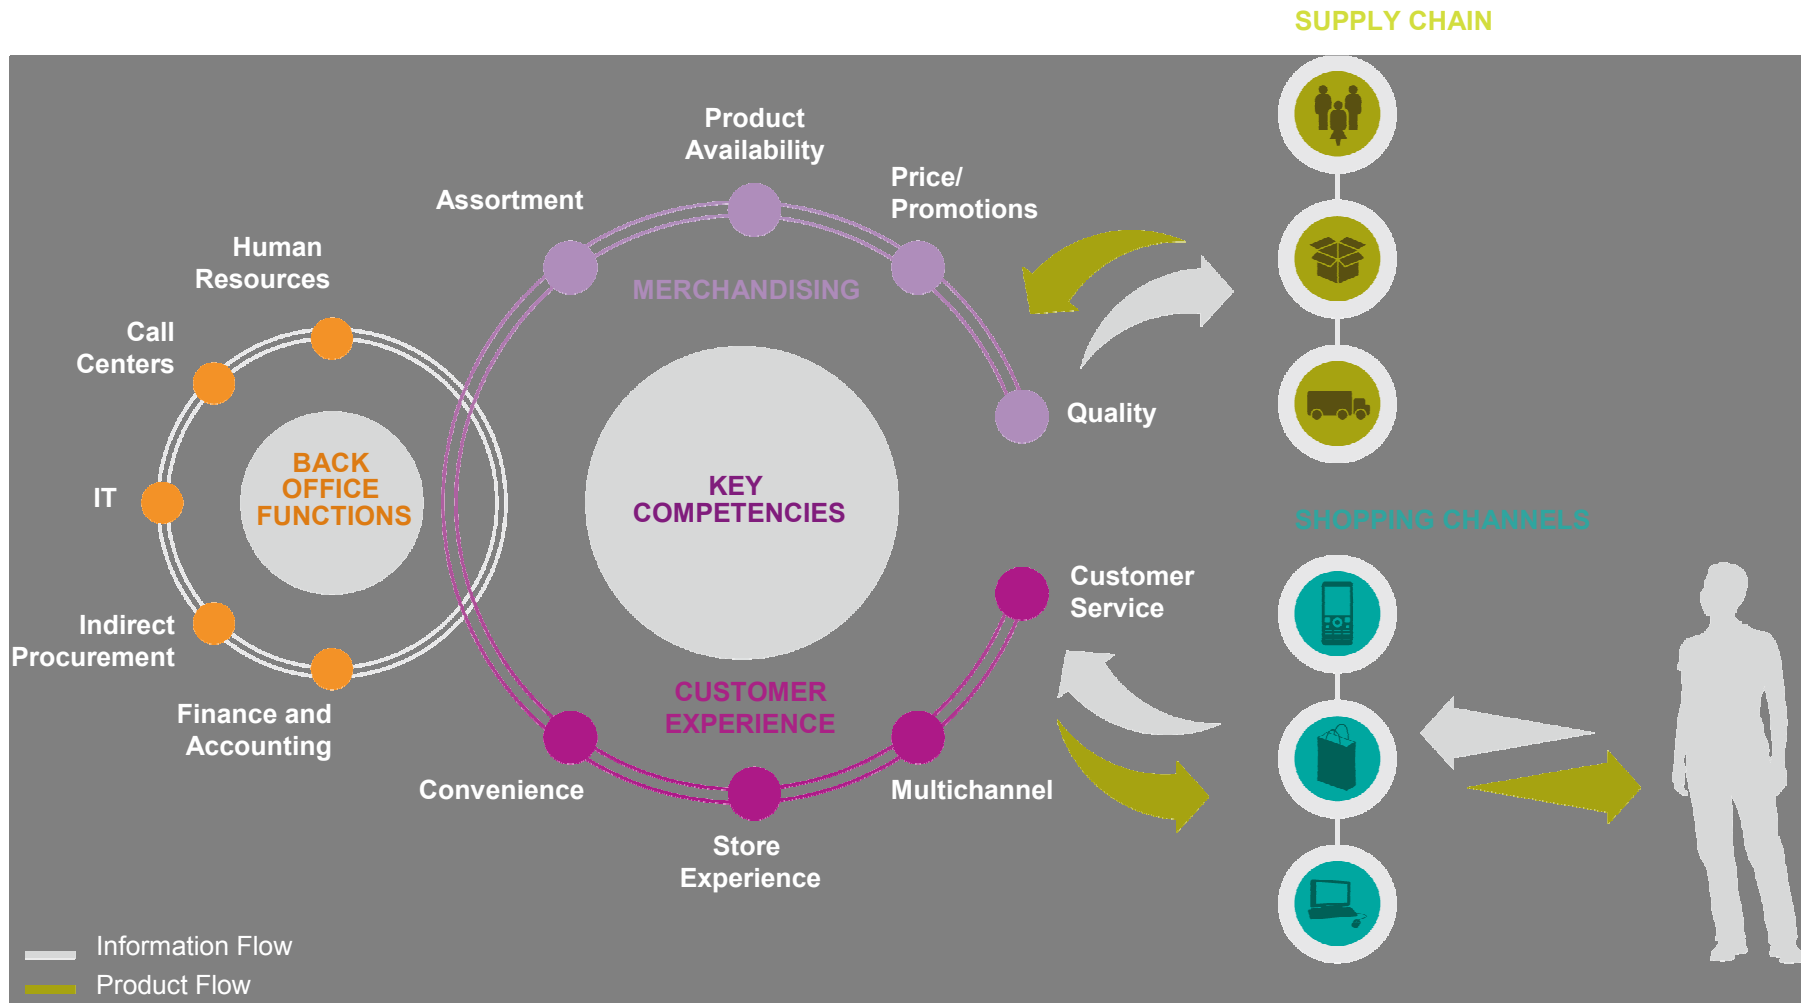 SUPPLY CHAIN
Product
Availability
Price/
Promotions
Assortment
Human
Resources
MERCHANDISING
Call
Centers
Quality
BACK
OFFICE
FUNCTIONS
KEY
COMPETENCIES
IT
SHOPPING CHANNELS
Customer
Service
Indirect
Procurement
CUSTOMER
EXPERIENCE
Finance and
Accounting
Convenience
Multichannel
Store
Experience
Information Flow
Product Flow